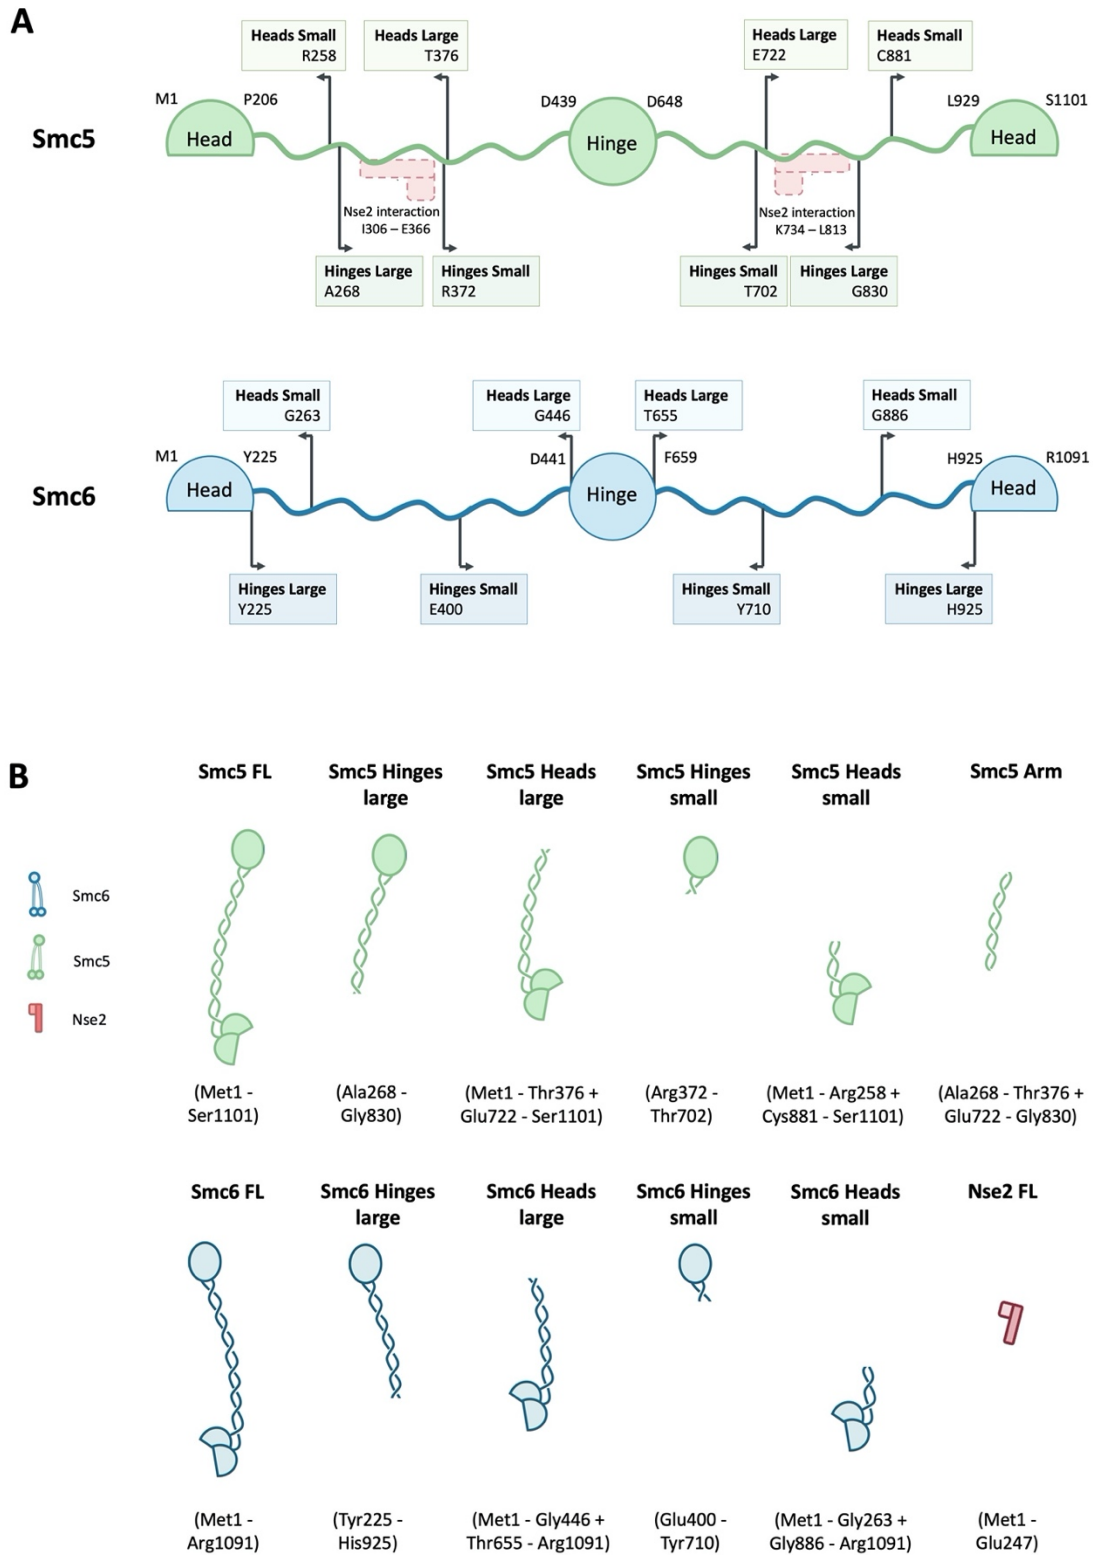 A
Heads Small
R258
Heads Large
T376
Heads Large
E722
Heads Small
C881
M1
P206
D439
D648
L929
S1101
Smc5
Head
Hinge
Head
Nse2 interaction
I306 – E366
Nse2 interaction
K734 – L813
Hinges Large
A268
Hinges Small
R372
Hinges Small
T702
Hinges Large
G830
Heads Small
G263
Heads Large
G446
Heads Large
T655
Heads Small
G886
M1
Y225
D441
F659
H925
R1091
Smc6
Head
Hinge
Head
Hinges Large
Y225
Hinges Small
E400
Hinges Small
Y710
Hinges Large
H925
B
Smc5 FL
Smc5 Hinges
large
Smc5 Heads
large
Smc5 Hinges
small
Smc5 Heads
small
Smc5 Arm
Smc6
Smc5
Nse2
(Met1 -
Ser1101)
(Ala268 -
Gly830)
(Met1 - Thr376 +
Glu722 - Ser1101)
(Arg372 -
Thr702)
(Met1 - Arg258 +
Cys881 - Ser1101)
(Ala268 - Thr376 +
Glu722 - Gly830)
Smc6 FL
Smc6 Hinges
large
Smc6 Heads
large
Smc6 Hinges
small
Smc6 Heads
small
Nse2 FL
(Met1 -
Arg1091)
(Tyr225 -
His925)
(Met1 - Gly446 +
Thr655 - Arg1091)
(Glu400 -
Tyr710)
(Met1 - Gly263 +
Gly886 - Arg1091)
(Met1 -
Glu247)